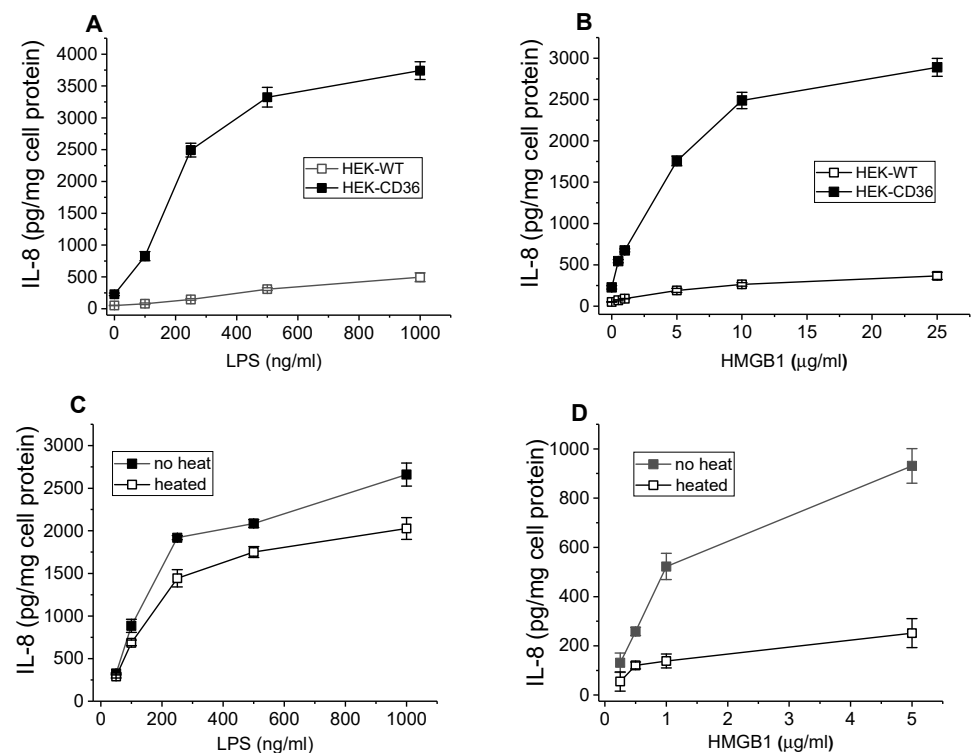 A
IL-8 (pg/mg cell protein)
4000
3500
3000
2500
2000
1500
1000
500
0
HEK-WT
HEK-CD36
0 200 400 600 800 1000
LPS (ng/ml)
B
IL-8 (pg/mg cell protein)
3000
2500
2000
1500
1000
500
0
HEK-WT
HEK-CD36
0 5 10 15 20 25
HMGB1 (µg/ml)
C
IL-8 (pg/mg cell protein)
3000
2500
2000
1500
1000
500
0
no heat
heated
0 200 400 600 800 1000
LPS (ng/ml)
D
IL-8 (pg/mg cell protein)
1000
800
600
400
200
0
no heat
heated
0 1 2 3 4 5
HMGB1 (µg/ml)